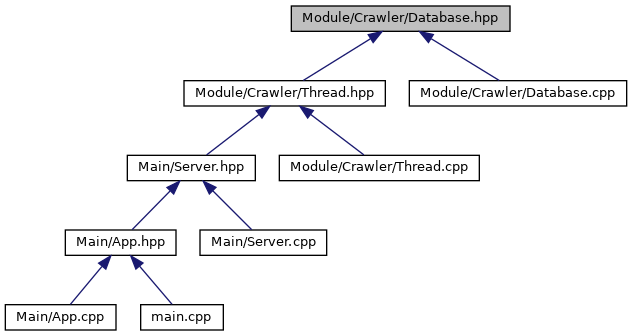 Module/Crawler/Database.hpp
Module/Crawler/Thread.hpp
Module/Crawler/Database.cpp
Main/Server.hpp
Module/Crawler/Thread.cpp
Main/App.hpp
Main/Server.cpp
Main/App.cpp
main.cpp